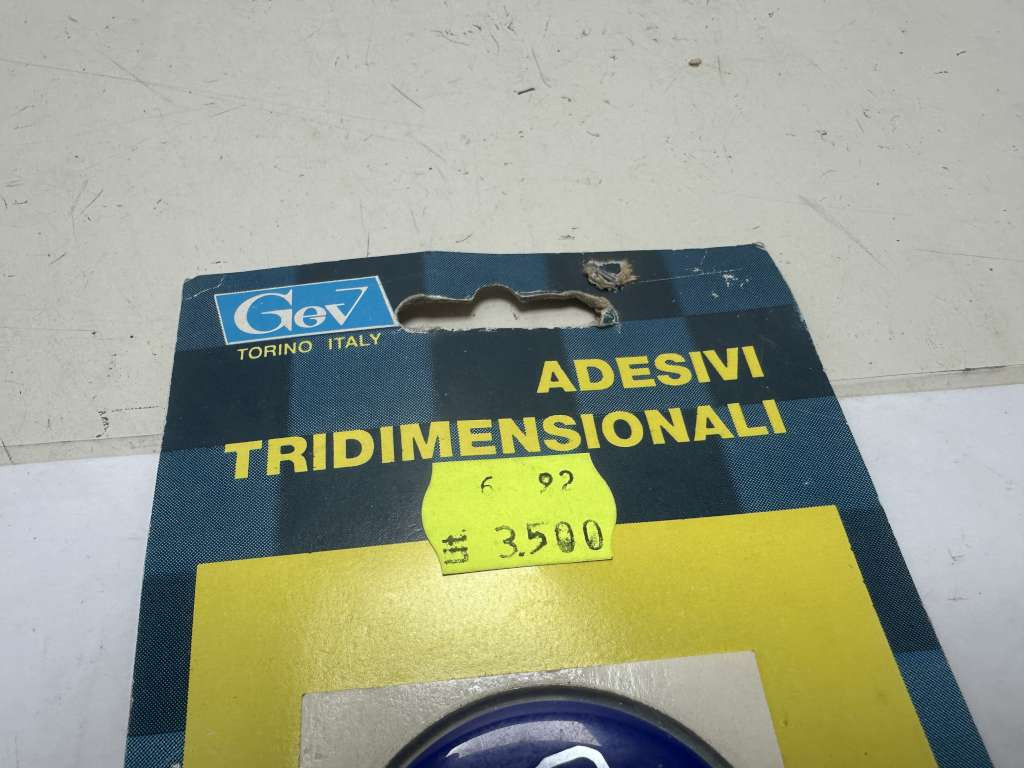 Gev
TORINO ITALY
ADESIVI
TRIDIMENSIONALI
6 92
Lit. 3.500